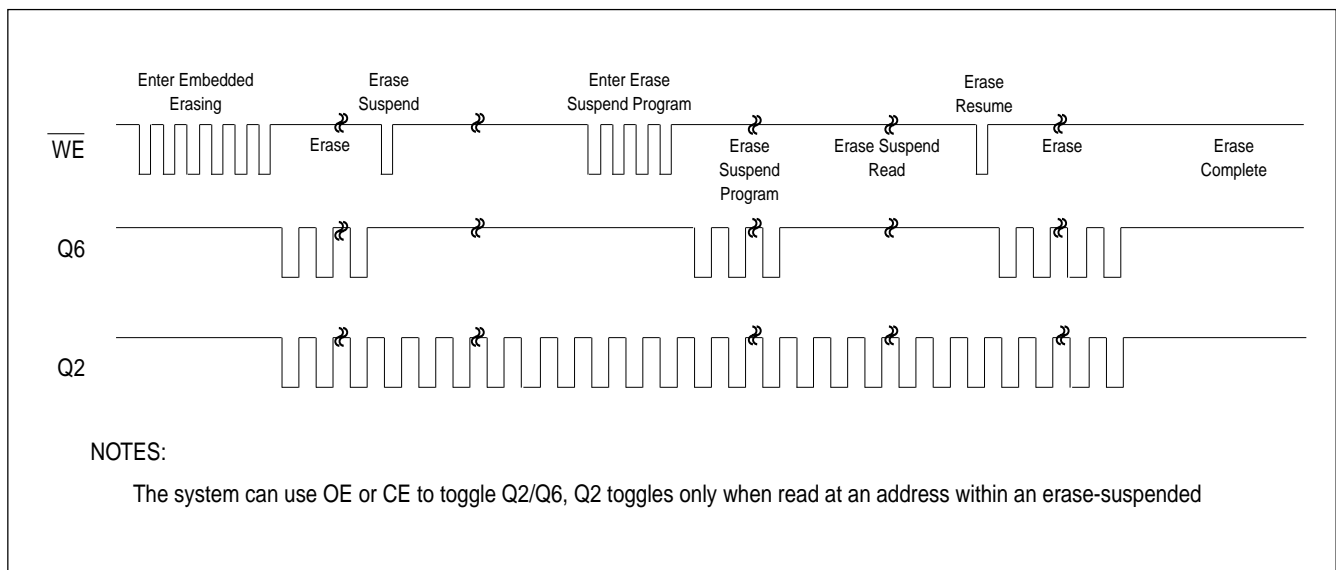 Enter Embedded
Erasing
Erase
Suspend
Enter Erase
Suspend Program
Erase
Resume
WE
Erase
Erase
Suspend
Program
Erase Suspend
Read
Erase
Erase
Complete
Q6
Q2
NOTES:
The system can use OE or CE to toggle Q2/Q6, Q2 toggles only when read at an address within an erase-suspended